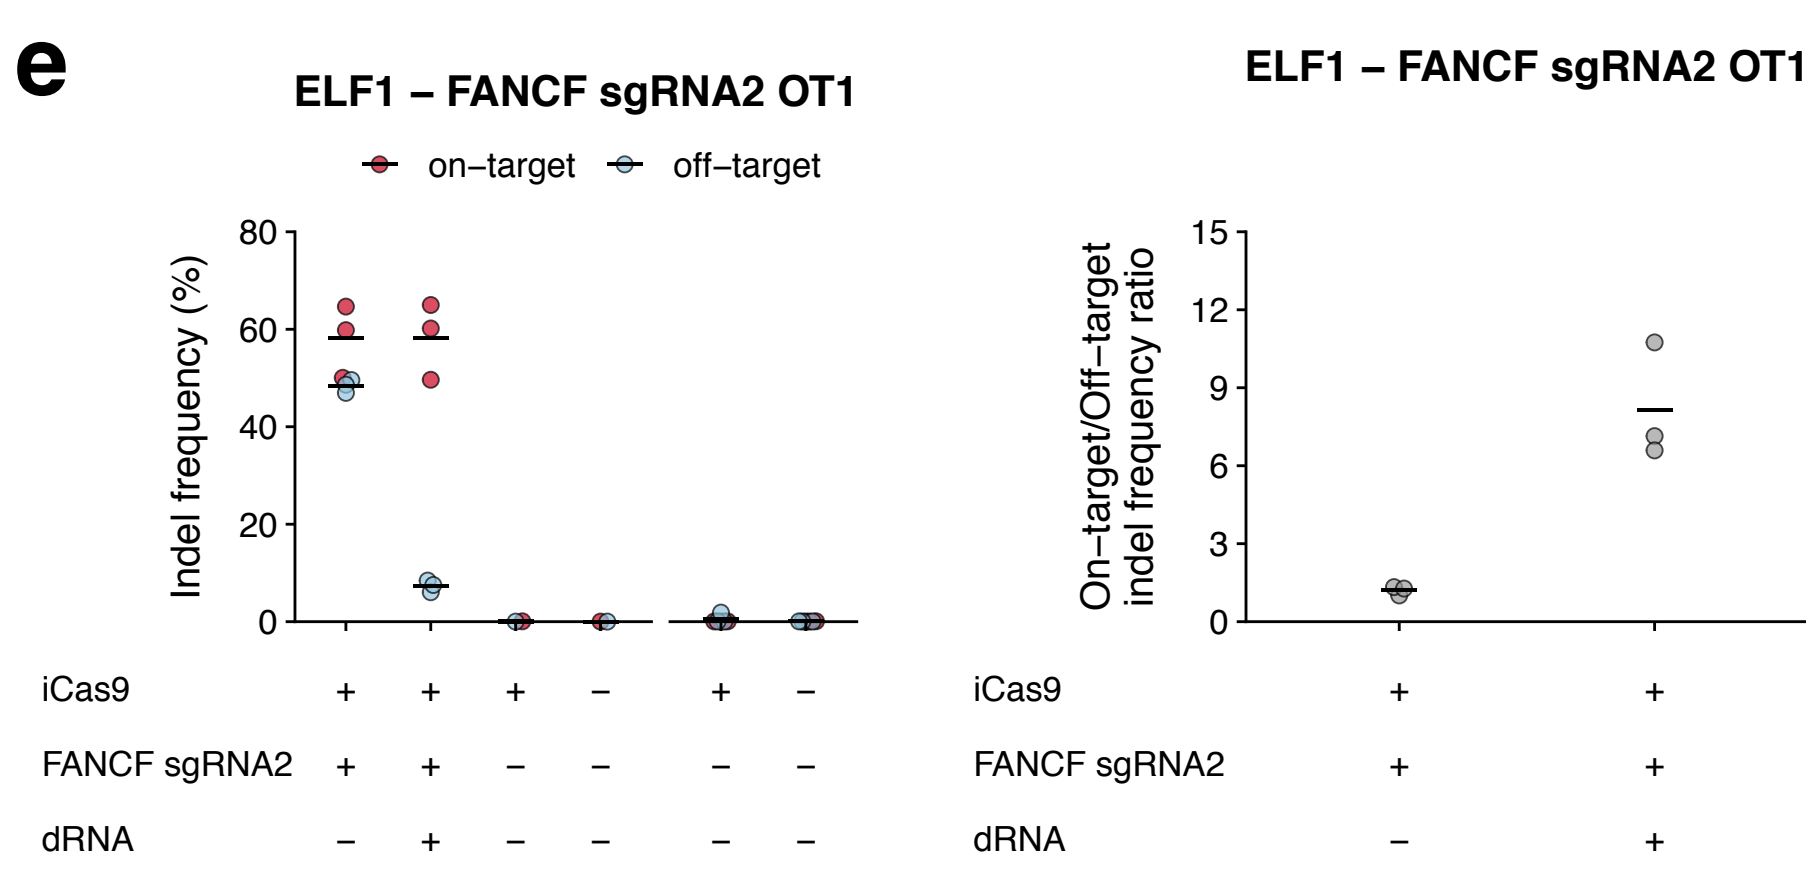 e
ELF1 – FANCF sgRNA2 OT1
on−target off−target
Indel frequency (%)
80
60
40
20
0
iCas9 + + + − + −
FANCF sgRNA2 + + − − − −
dRNA − + − − − −
ELF1 – FANCF sgRNA2 OT1
On−target/Off−target
indel frequency ratio
15
12
9
6
3
0
iCas9 + +
FANCF sgRNA2 + +
dRNA − +